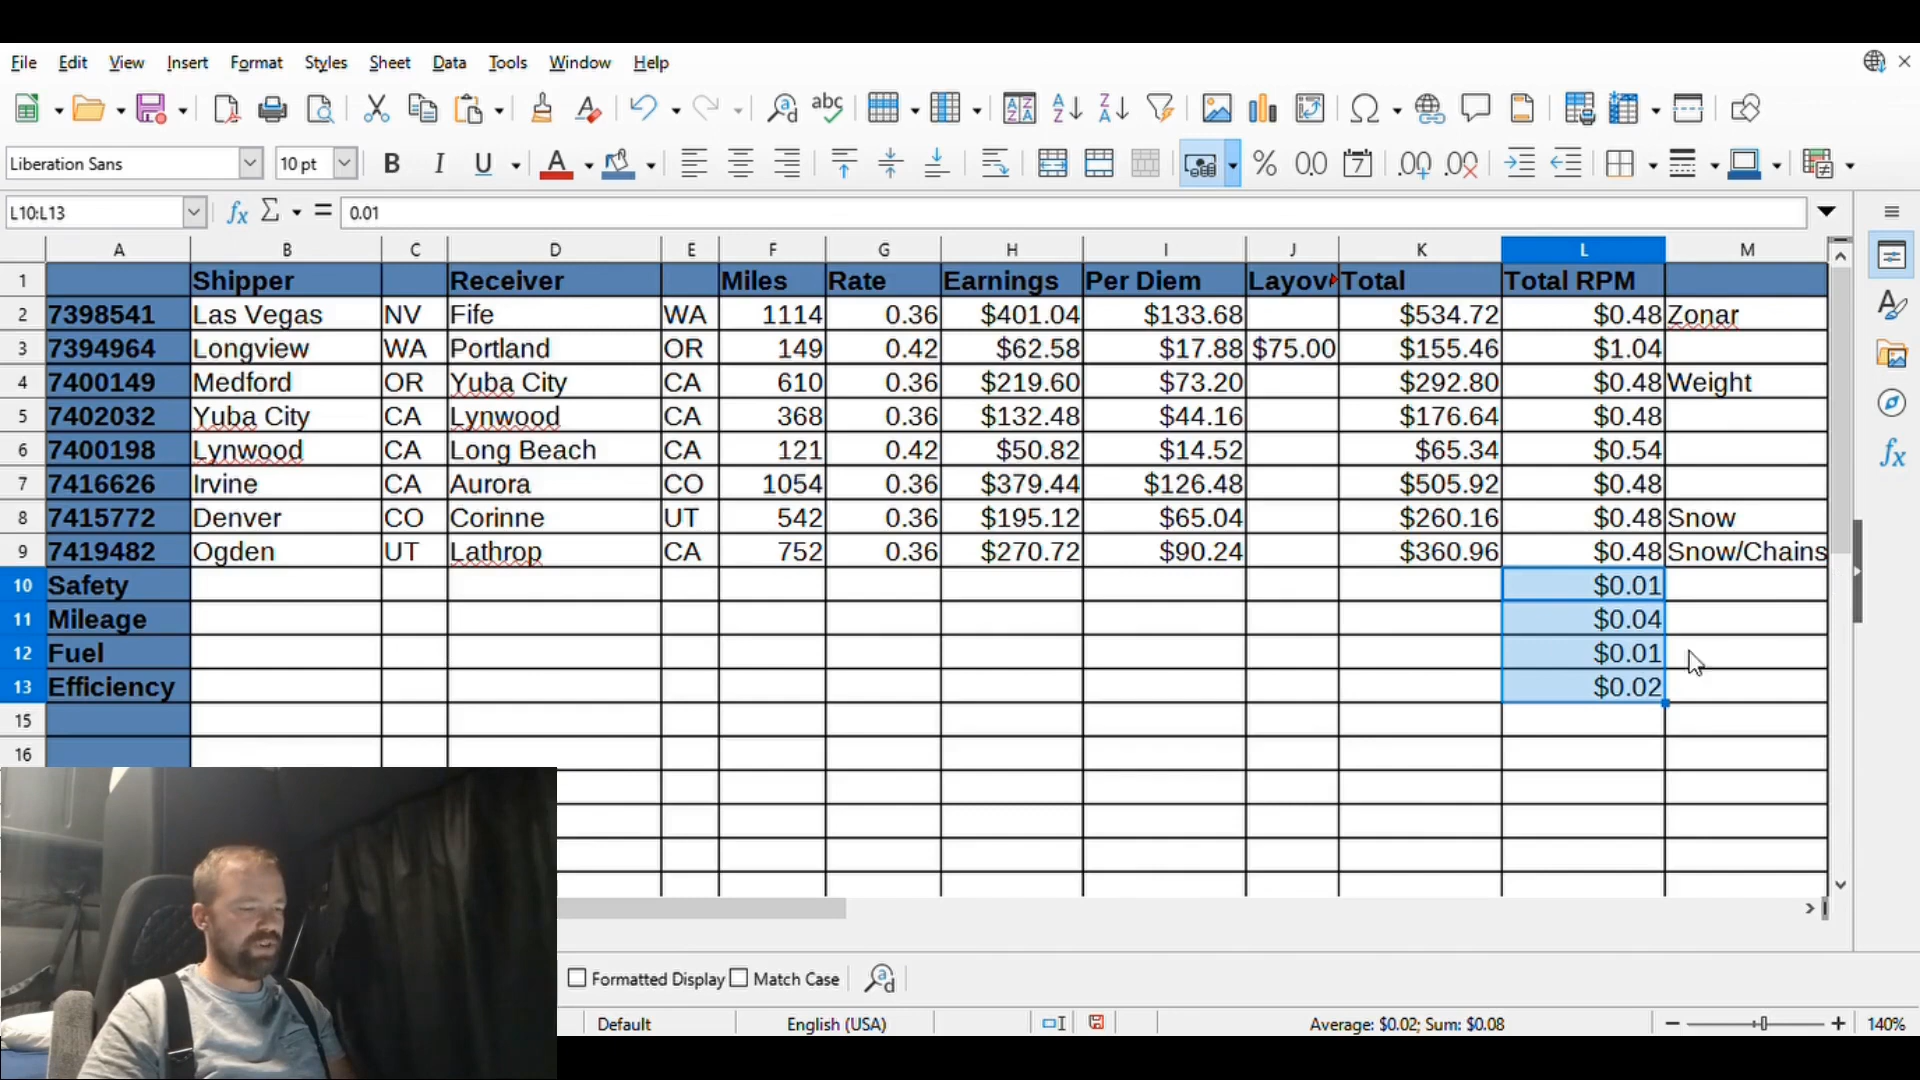 File Edit View Insert Format Styles Sheet Data Tools Window Help
Liberation Sans 10 pt
L10:L13 0.01
A B C D E F G H I J K L M
1 Shipper Receiver Miles Rate Earnings Per Diem Layov Total Total RPM
2 7398541 Las Vegas NV Fife WA 1114 0.36 $401.04 $133.68 $534.72 $0.48 Zonar
3 7394964 Longview WA Portland OR 149 0.42 $62.58 $17.88 $75.00 $155.46 $1.04
4 7400149 Medford OR Yuba City CA 610 0.36 $219.60 $73.20 $292.80 $0.48 Weight
5 7402032 Yuba City CA Lynwood CA 368 0.36 $132.48 $44.16 $176.64 $0.48
6 7400198 Lynwood CA Long Beach CA 121 0.42 $50.82 $14.52 $65.34 $0.54
7 7416626 Irvine CA Aurora CO 1054 0.36 $379.44 $126.48 $505.92 $0.48
8 7415772 Denver CO Corinne UT 542 0.36 $195.12 $65.04 $260.16 $0.48 Snow
9 7419482 Ogden UT Lathrop CA 752 0.36 $270.72 $90.24 $360.96 $0.48 Snow/Chains
10 Safety $0.01
11 Mileage $0.04
12 Fuel $0.01
13 Efficiency $0.02
15
16
Formatted Display Match Case
Default English (USA) Average: $0.02; Sum: $0.08 140%